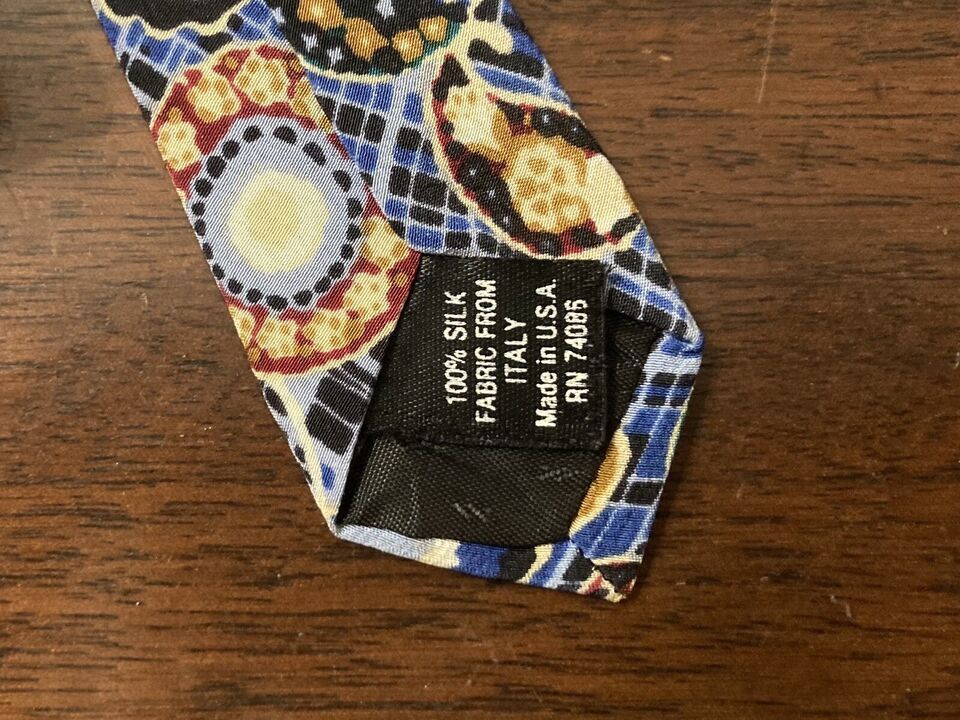 100% SILK
FABRIC FROM
ITALY
Made in U.S.A.
RN 74085